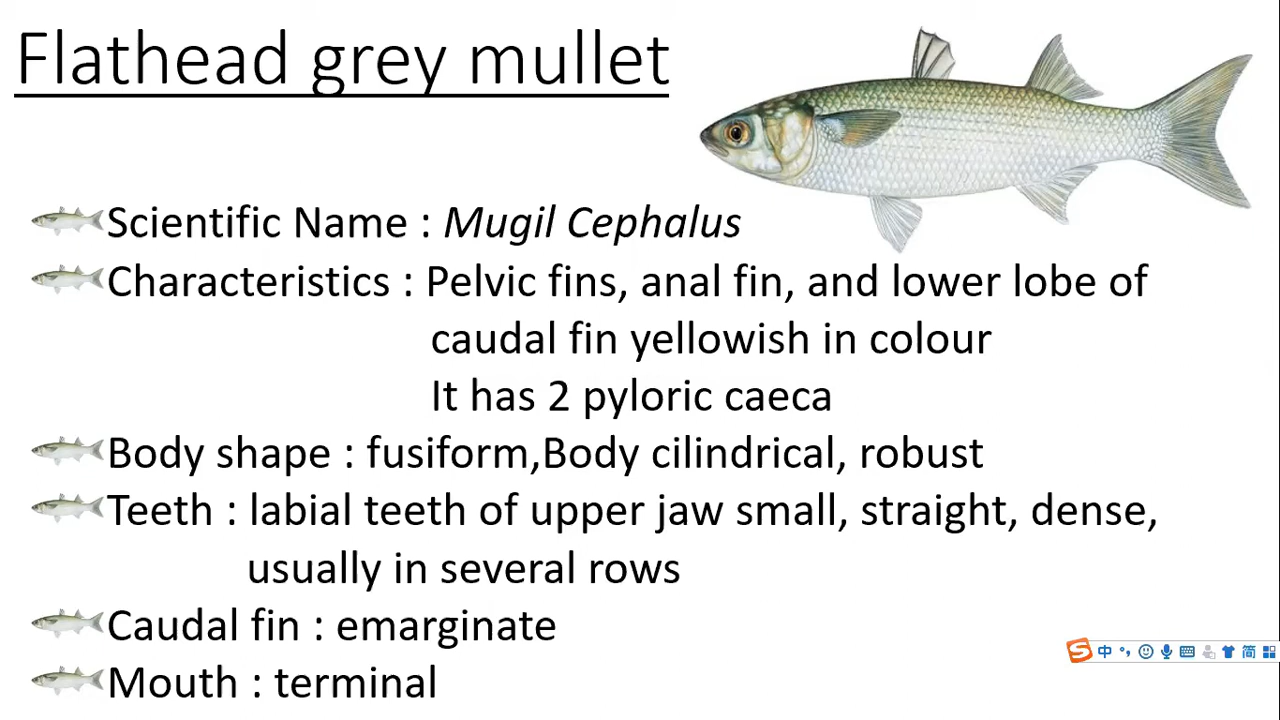 Flathead grey mullet
Scientific Name : Mugil Cephalus
Characteristics : Pelvic fins, anal fin, and lower lobe of
caudal fin yellowish in colour
It has 2 pyloric caeca
Body shape : fusiform,Body cilindrical, robust
Teeth : labial teeth of upper jaw small, straight, dense,
usually in several rows
Caudal fin : emarginate
中 简
Mouth : terminal